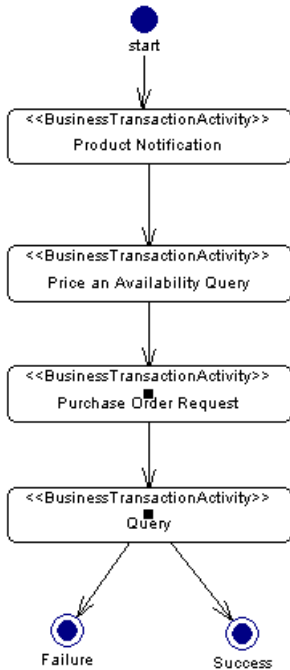 start
<<BusinessTransactionActivity>>
Product Notification
<<BusinessTransactionActivity>>
Price an Availability Query
<<BusinessTransactionActivity>>
Purchase Order Request
<<BusinessTransactionActivity>>
Query
Failure
Success